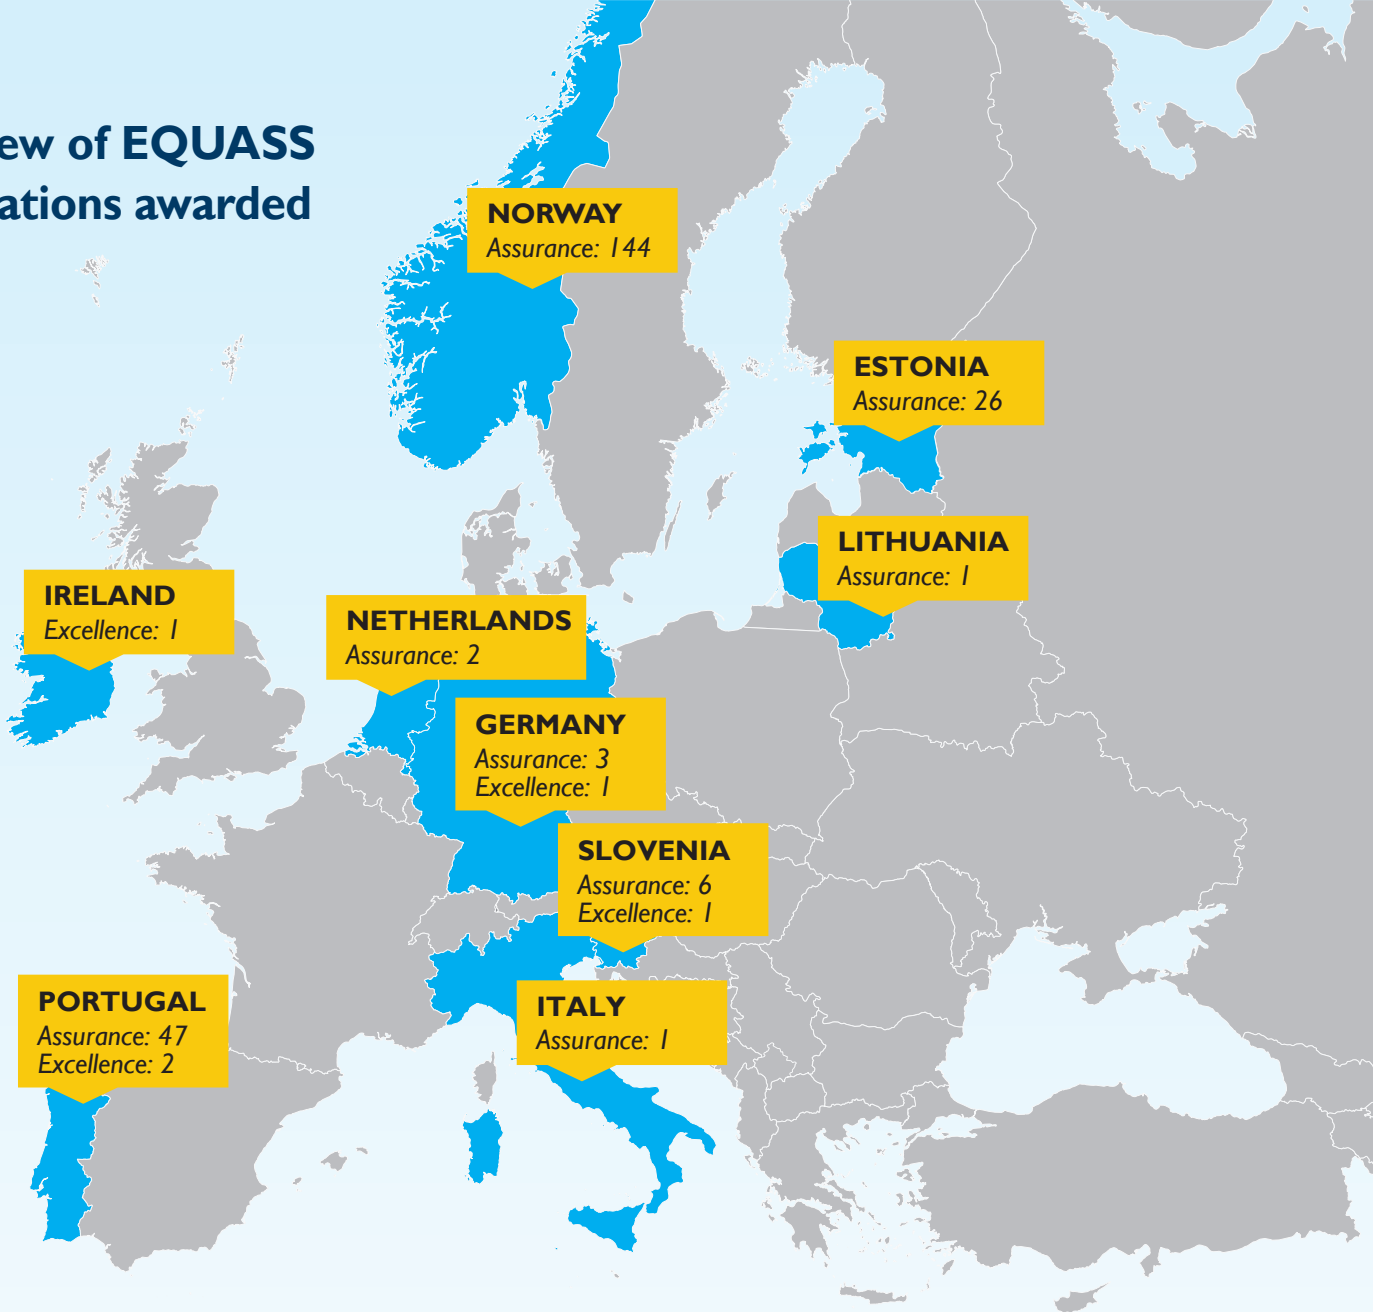 ew of EQUASS
ations awarded
NORWAY
Assurance: 144
ESTONIA
Assurance: 26
LITHUANIA
Assurance: 1
IRELAND
Excellence: 1
NETHERLANDS
Assurance: 2
GERMANY
Assurance: 3
Excellence: 1
SLOVENIA
Assurance: 6
Excellence: 1
PORTUGAL
Assurance: 47
Excellence: 2
ITALY
Assurance: 1